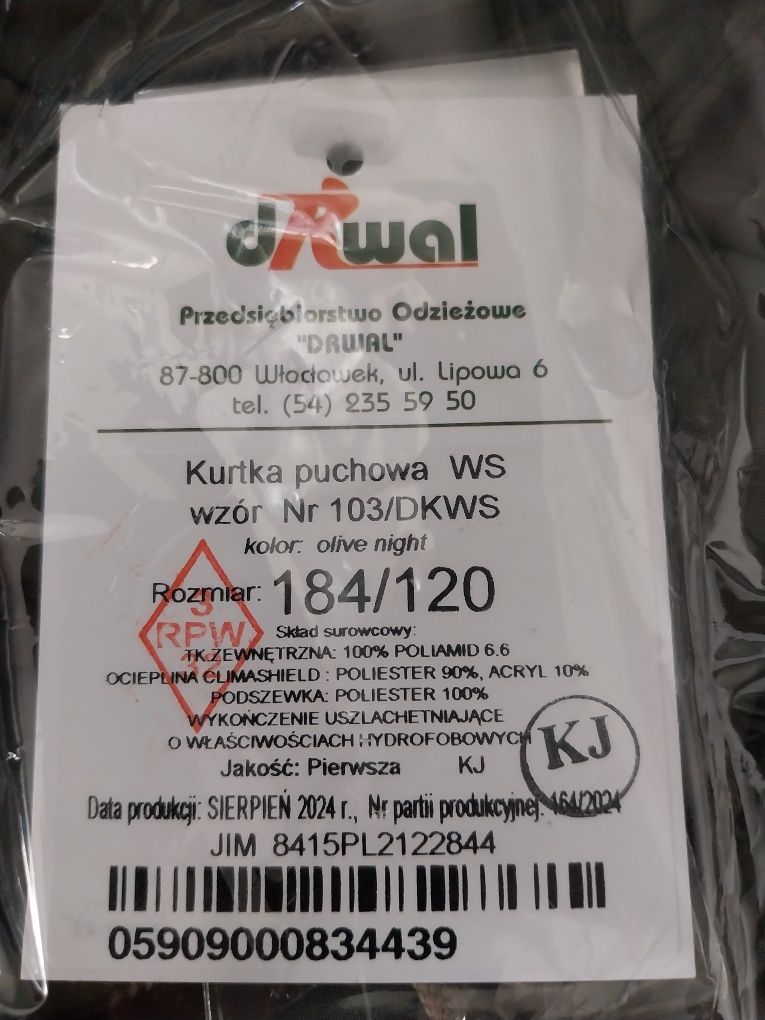 dRwal
Przedsiębiorstwo Odzieżowe
"DRWAL"
87-800 Włocławek, ul. Lipowa 6
tel. (54) 235 59 50
Kurtka puchowa WS
wzór Nr 103/DKWS
kolor: olive night
Rozmiar: 184/120
3
RPW
32
Skład surowcowy:
TK.ZEWNĘTRZNA: 100% POLIAMID 6.6
OCIEPLINA CLIMASHIELD : POLIESTER 90%, ACRYL 10%
PODSZEWKA: POLIESTER 100%
WYKOŃCZENIE USZLACHETNIAJĄCE
O WŁAŚCIWOŚCIACH HYDROFOBOWYCH
KJ
Jakość: Pierwsza KJ
Data produkcji: SIERPIEŃ 2024 r., Nr partii produkcyjnej: 164/2024
JIM 8415PL2122844
05909000834439